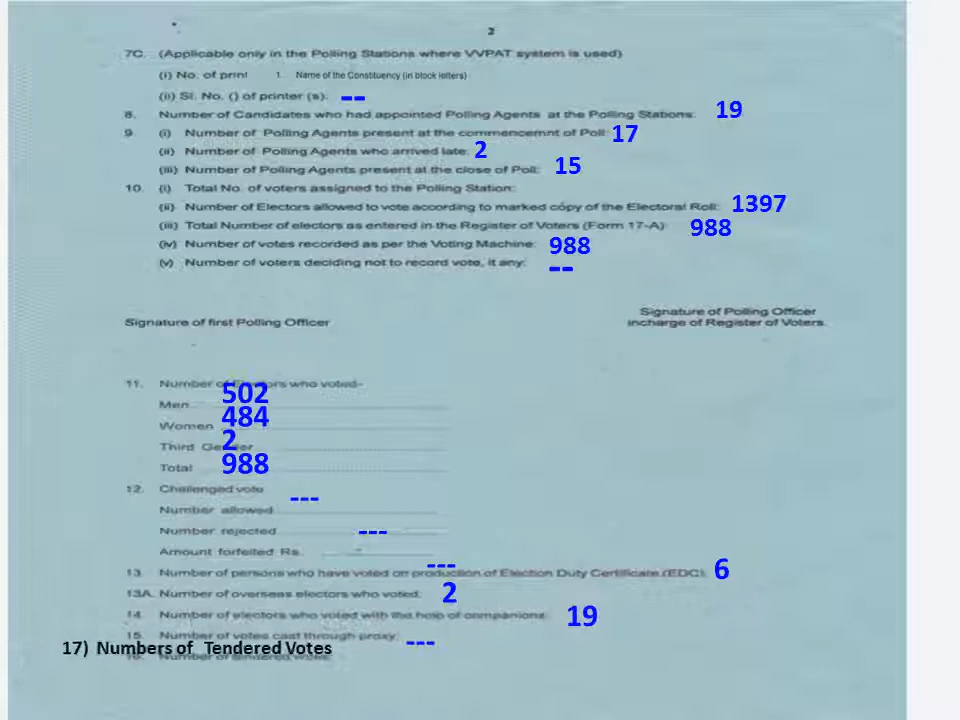 2
7C. (Applicable only in the Polling Stations where VVPAT system is used)
(i) No. of print 1. Name of the Constituency (in block letters)
(ii) Sl. No. () of printer (s): --
8. Number of Candidates who had appointed Polling Agents at the Polling Stations: 19
9. (i) Number of Polling Agents present at the commencemnt of Poll: 17
(ii) Number of Polling Agents who arrived late: 2
(iii) Number of Polling Agents present at the close of Poll: 15
10. (i) Total No. of voters assigned to the Polling Station:
(ii) Number of Electors allowed to vote according to marked copy of the Electoral Roll: 1397
(iii) Total Number of electors as entered in the Register of Voters (Form 17-A): 988
(iv) Number of votes recorded as per the Voting Machine: 988
(v) Number of voters deciding not to record vote, it any: --
Signature of Polling Officer
Signature of first Polling Officer incharge of Register of Voters.
11. Number of Electors who voted-
Men 502
Women 484
Third Gender 2
Total 988
12. Challenged vote ---
Number allowed
Number rejected ---
Amount forfeited Rs. ---
13. Number of persons who have voted on production of Election Duty Certificate (EDC): 6
13A. Number of overseas electors who voted: 2
14. Number of electors who voted with the help of companions: 19
15. Number of votes cast through proxy: ---
17) Numbers of Tendered Votes
16. Number of tendered votes: